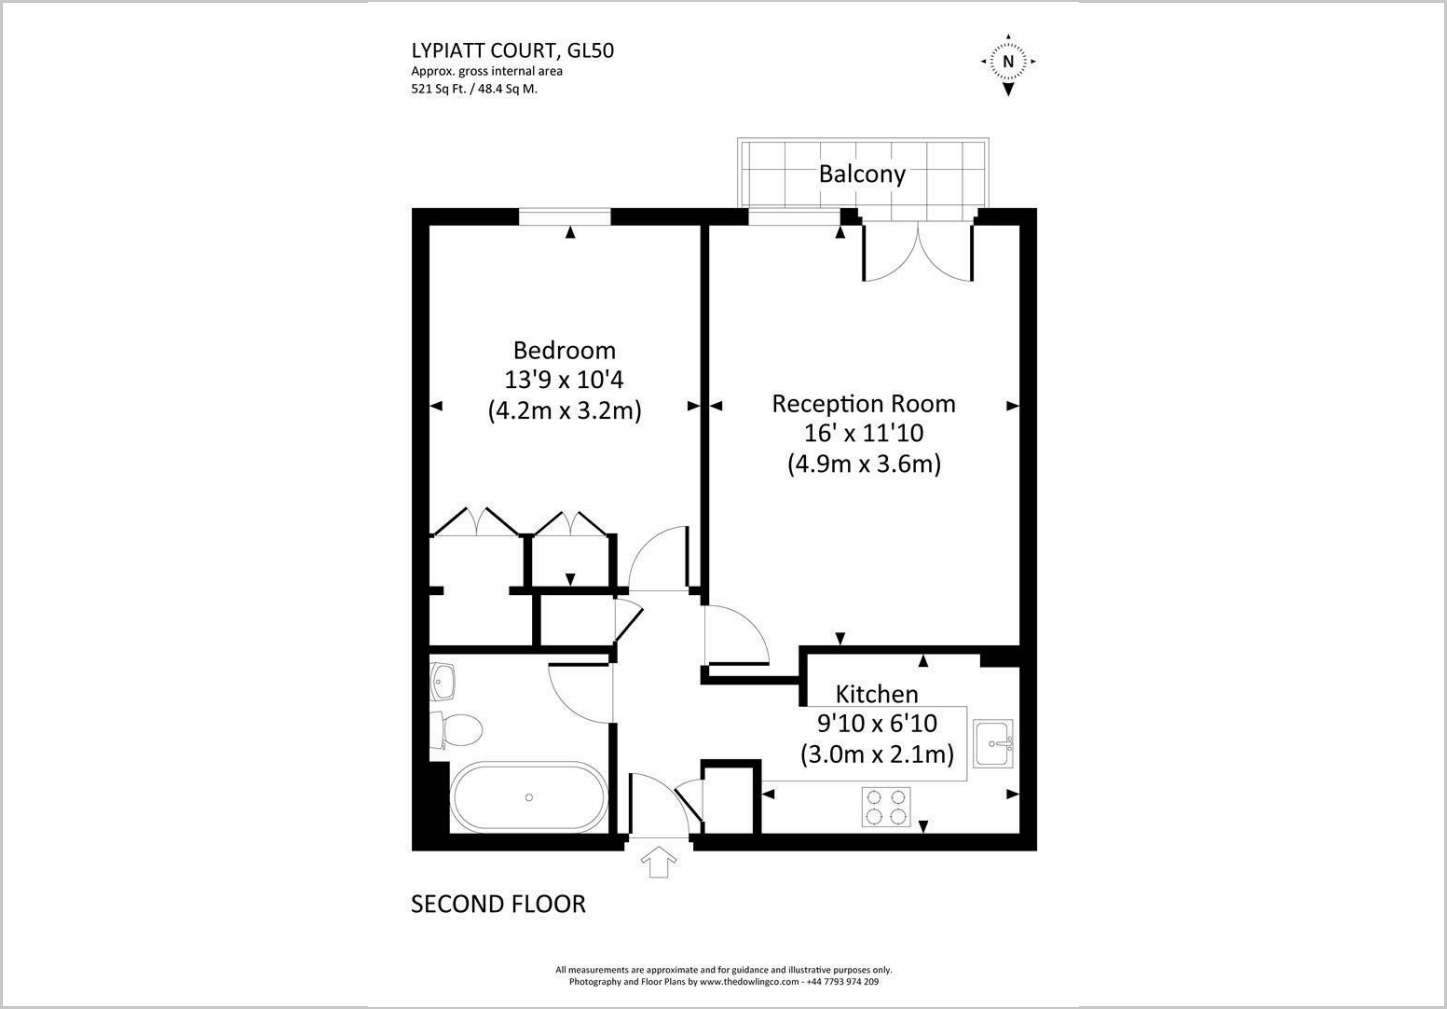 LYPIATT COURT, GL50
Approx. gross internal area
521 Sq Ft. / 48.4 Sq M.
N
Balcony
Bedroom
13'9 x 10'4
(4.2m x 3.2m)
Reception Room
16' x 11'10
(4.9m x 3.6m)
Kitchen
9'10 x 6'10
(3.0m x 2.1m)
SECOND FLOOR
All measurements are approximate and for guidance and illustrative purposes only.
Photography and Floor Plans by www.thedowlingco.com - +44 7793 974 209